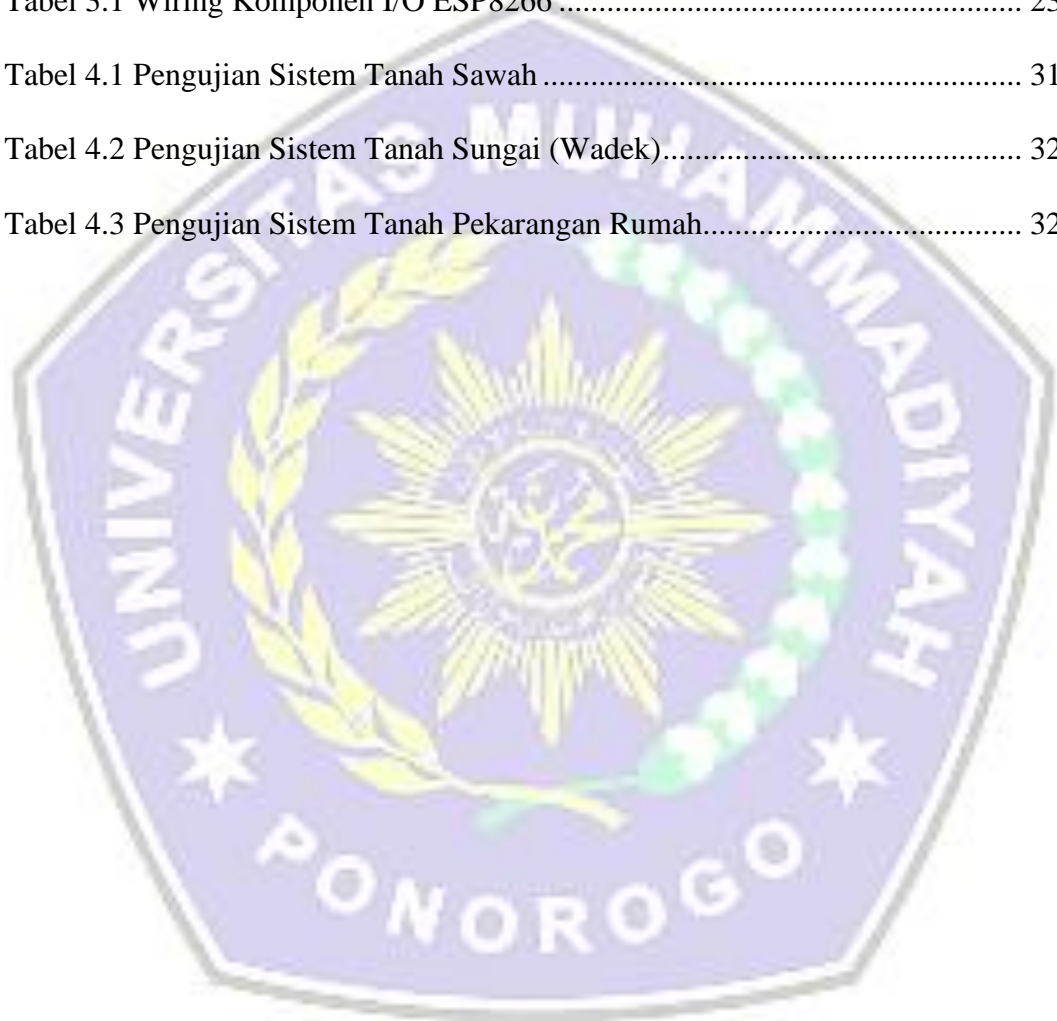 Tabel 3.1 Wiring Komponen I/O ESP8266 ........................................................ 23
Tabel 4.1 Pengujian Sistem Tanah Sawah .......................................................... 31
Tabel 4.2 Pengujian Sistem Tanah Sungai (Wadek)........................................... 32
Tabel 4.3 Pengujian Sistem Tanah Pekarangan Rumah...................................... 32
UNIVERSITAS MUHAMMADIYAH
PONOROGO